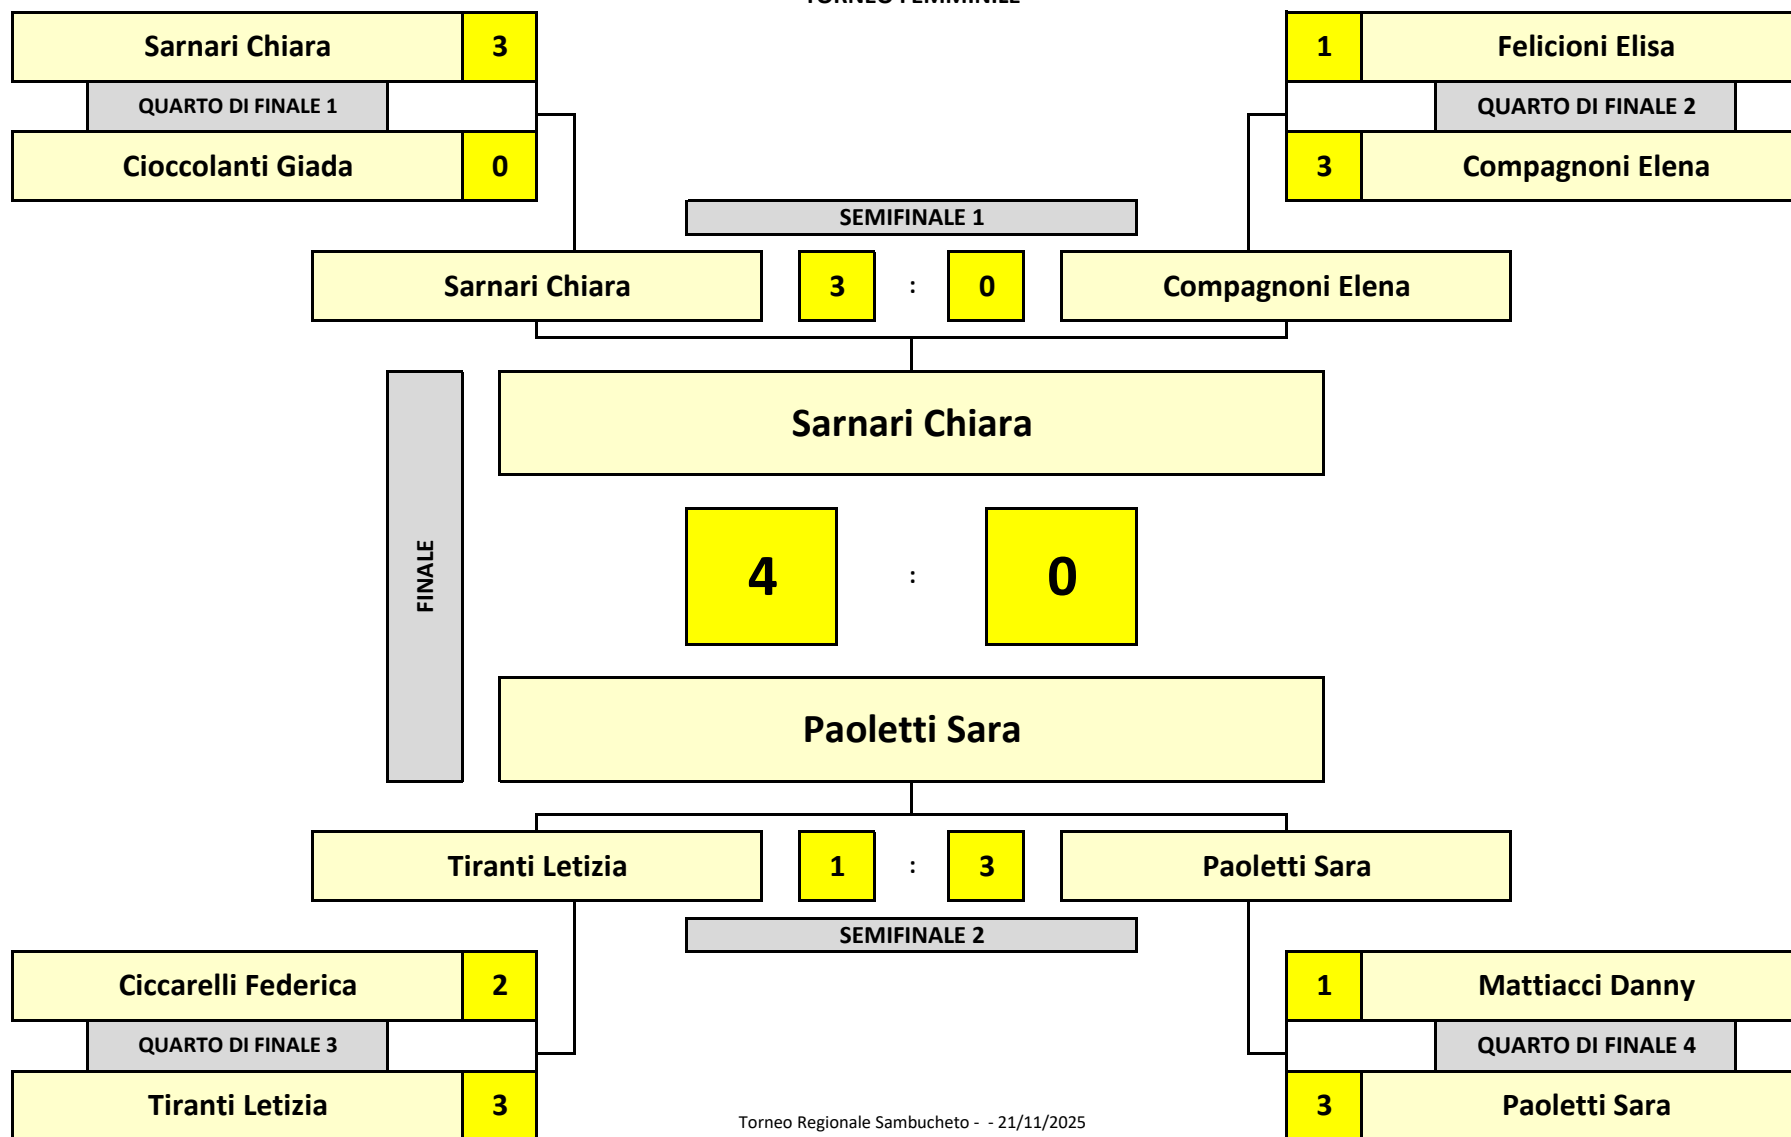 TORNEO FEMMINILE
Sarnari Chiara 3 1 Felicioni Elisa
QUARTO DI FINALE 1 QUARTO DI FINALE 2
Cioccolanti Giada 0 3 Compagnoni Elena
SEMIFINALE 1
Sarnari Chiara 3 : 0 Compagnoni Elena
Sarnari Chiara
FINALE
4 : 0
Paoletti Sara
Tiranti Letizia 1 : 3 Paoletti Sara
SEMIFINALE 2
Ciccarelli Federica 2 1 Mattiacci Danny
QUARTO DI FINALE 3 QUARTO DI FINALE 4
Tiranti Letizia 3 3 Paoletti Sara
Torneo Regionale Sambucheto - - 21/11/2025